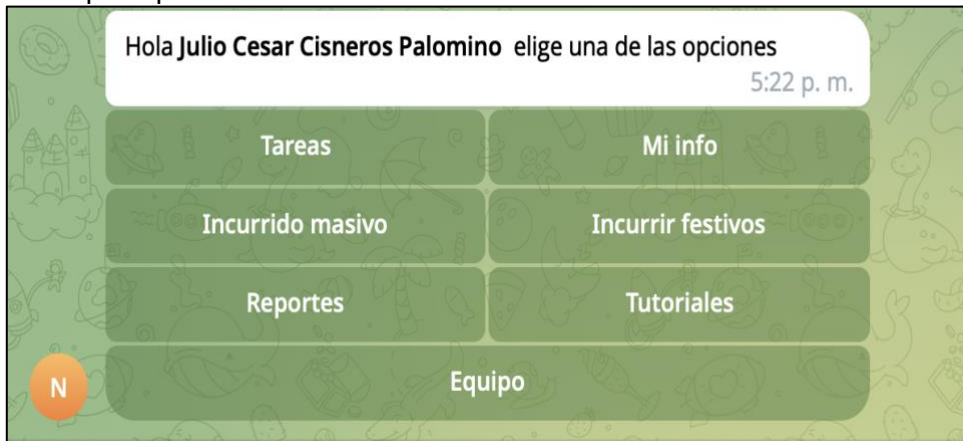 Hola Julio Cesar Cisneros Palomino elige una de las opciones
5:22 p. m.
Tareas
Mi info
Incurrido masivo
Incurrir festivos
Reportes
Tutoriales
Equipo
N